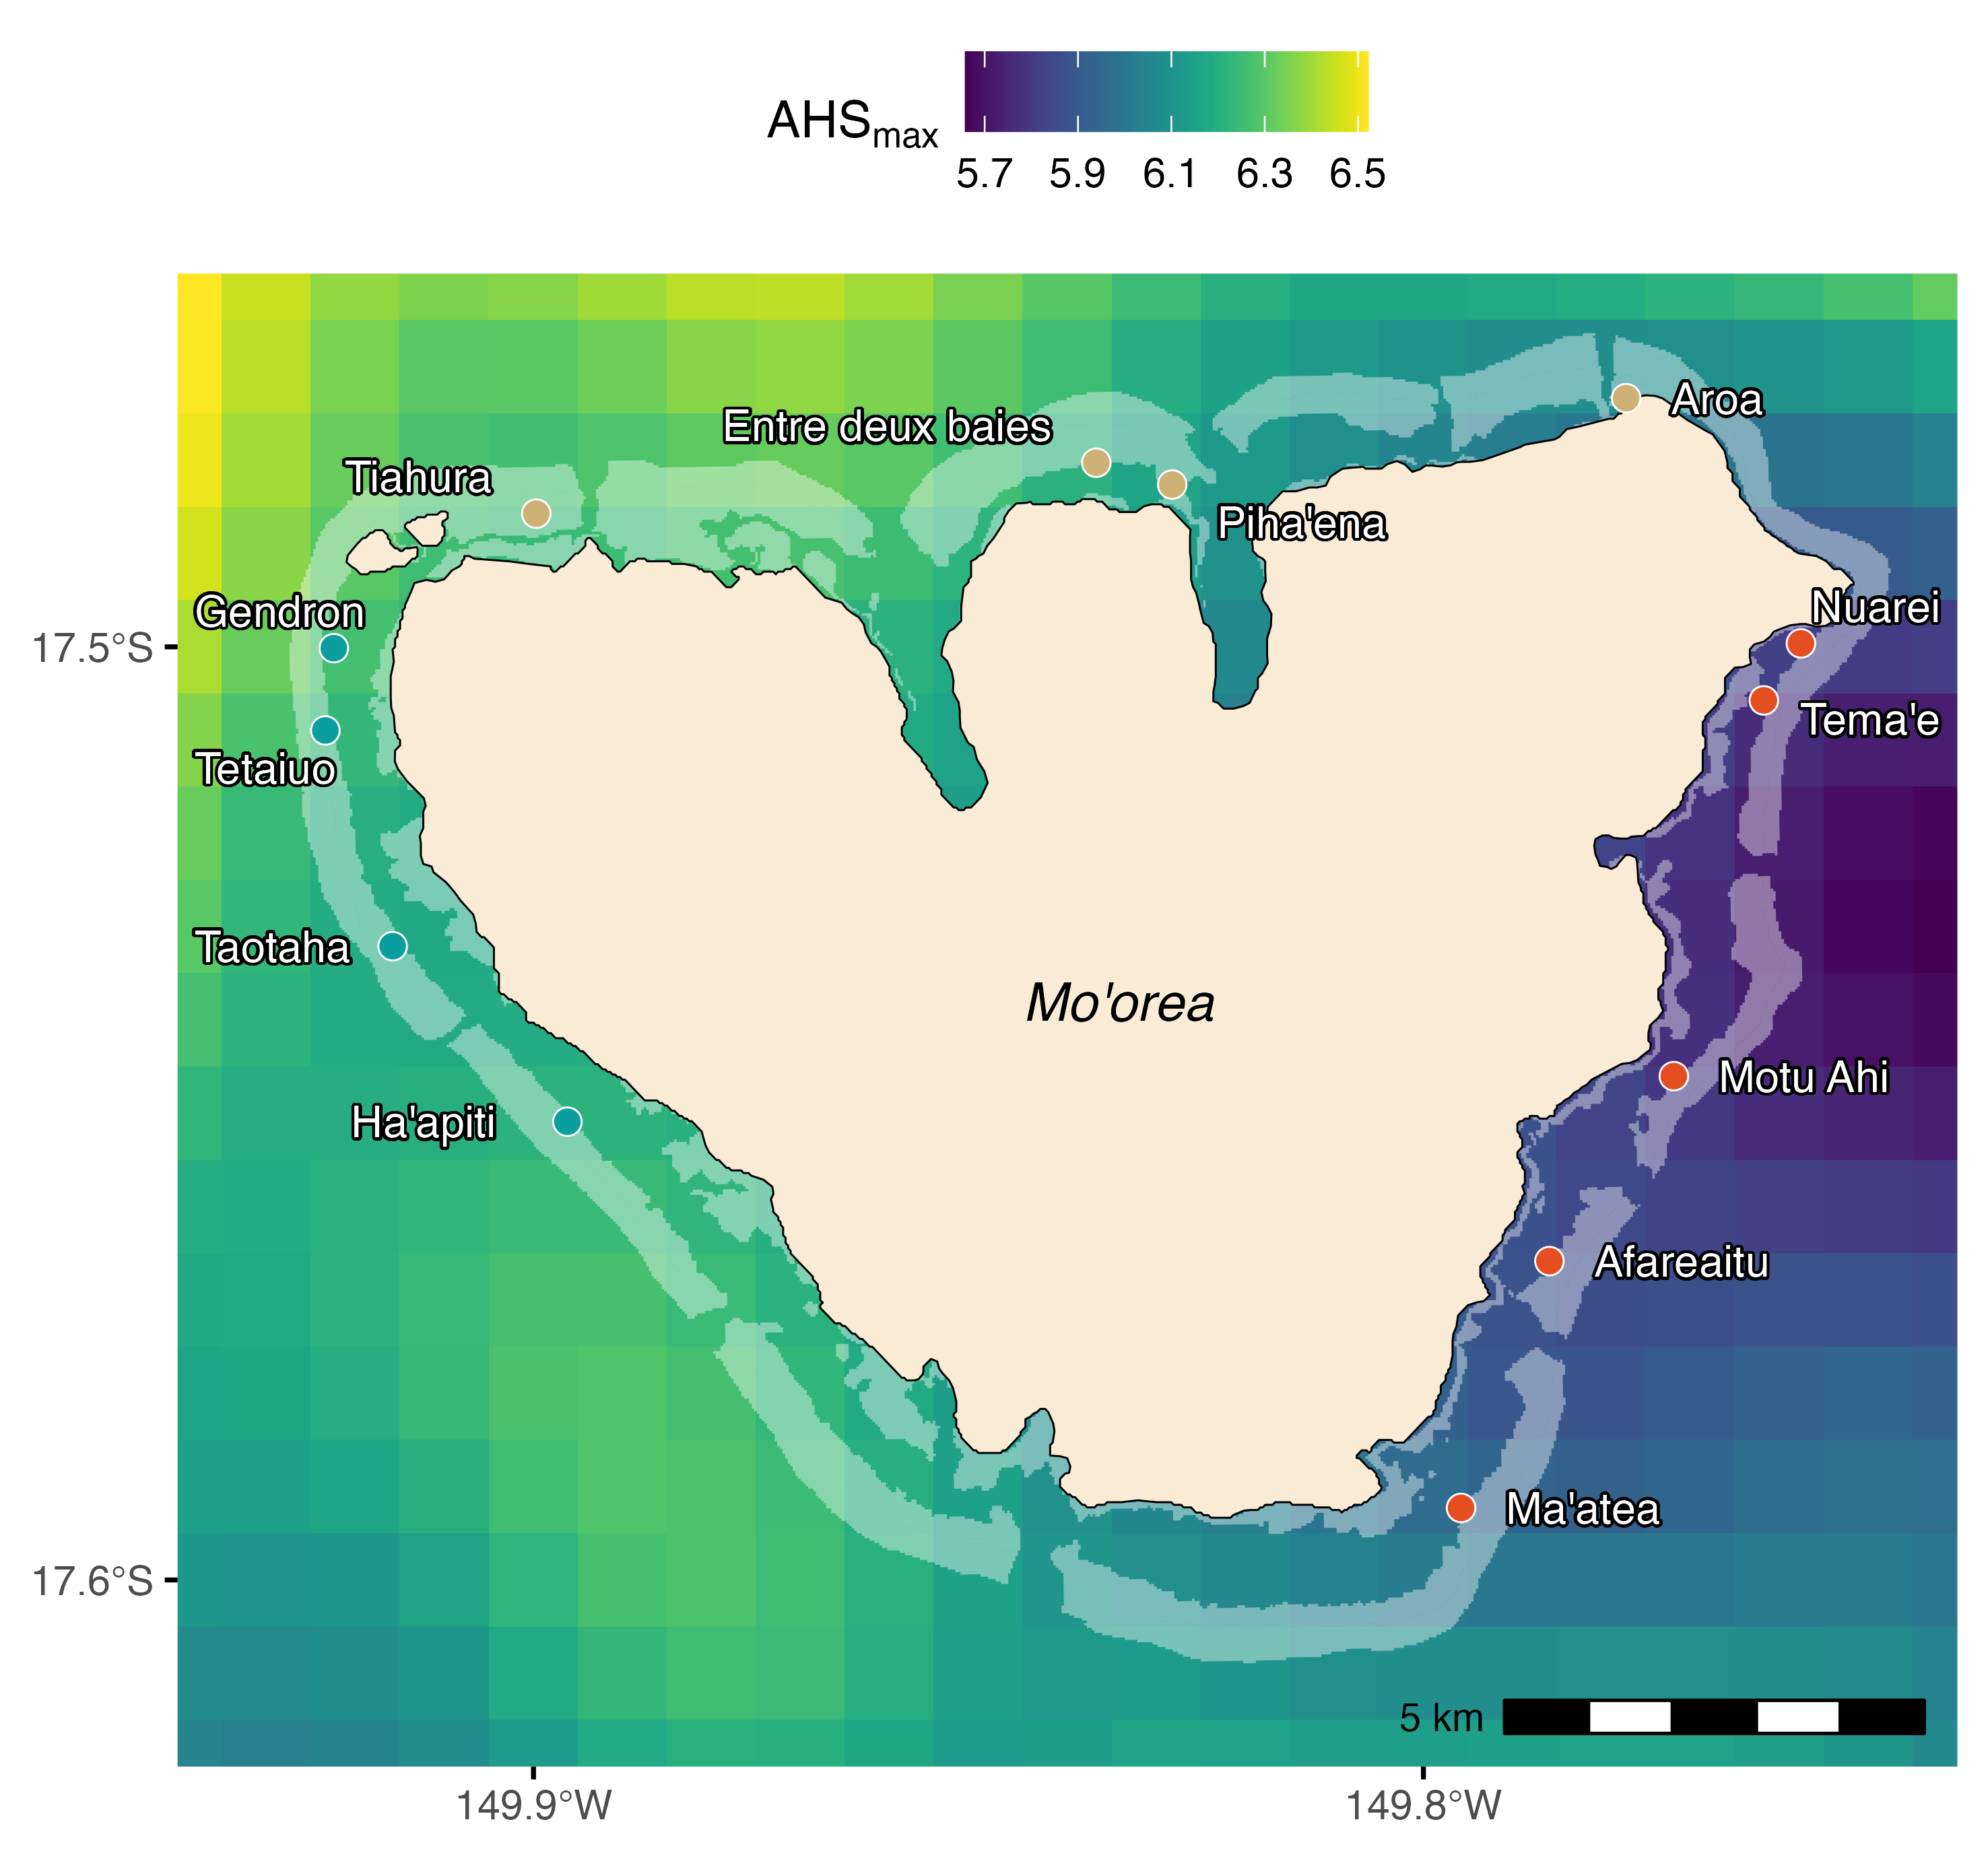 AHSmax
5.7 5.9 6.1 6.3 6.5
Aroa
Entre deux baies
Tiahura
Piha'ena
Gendron
Nuarei
17.5°S
Tema'e
Tetaiuo
Taotaha
Mo'orea
Motu Ahi
Ha'apiti
Afareaitu
Ma'atea
17.6°S
5 km
149.9°W 149.8°W